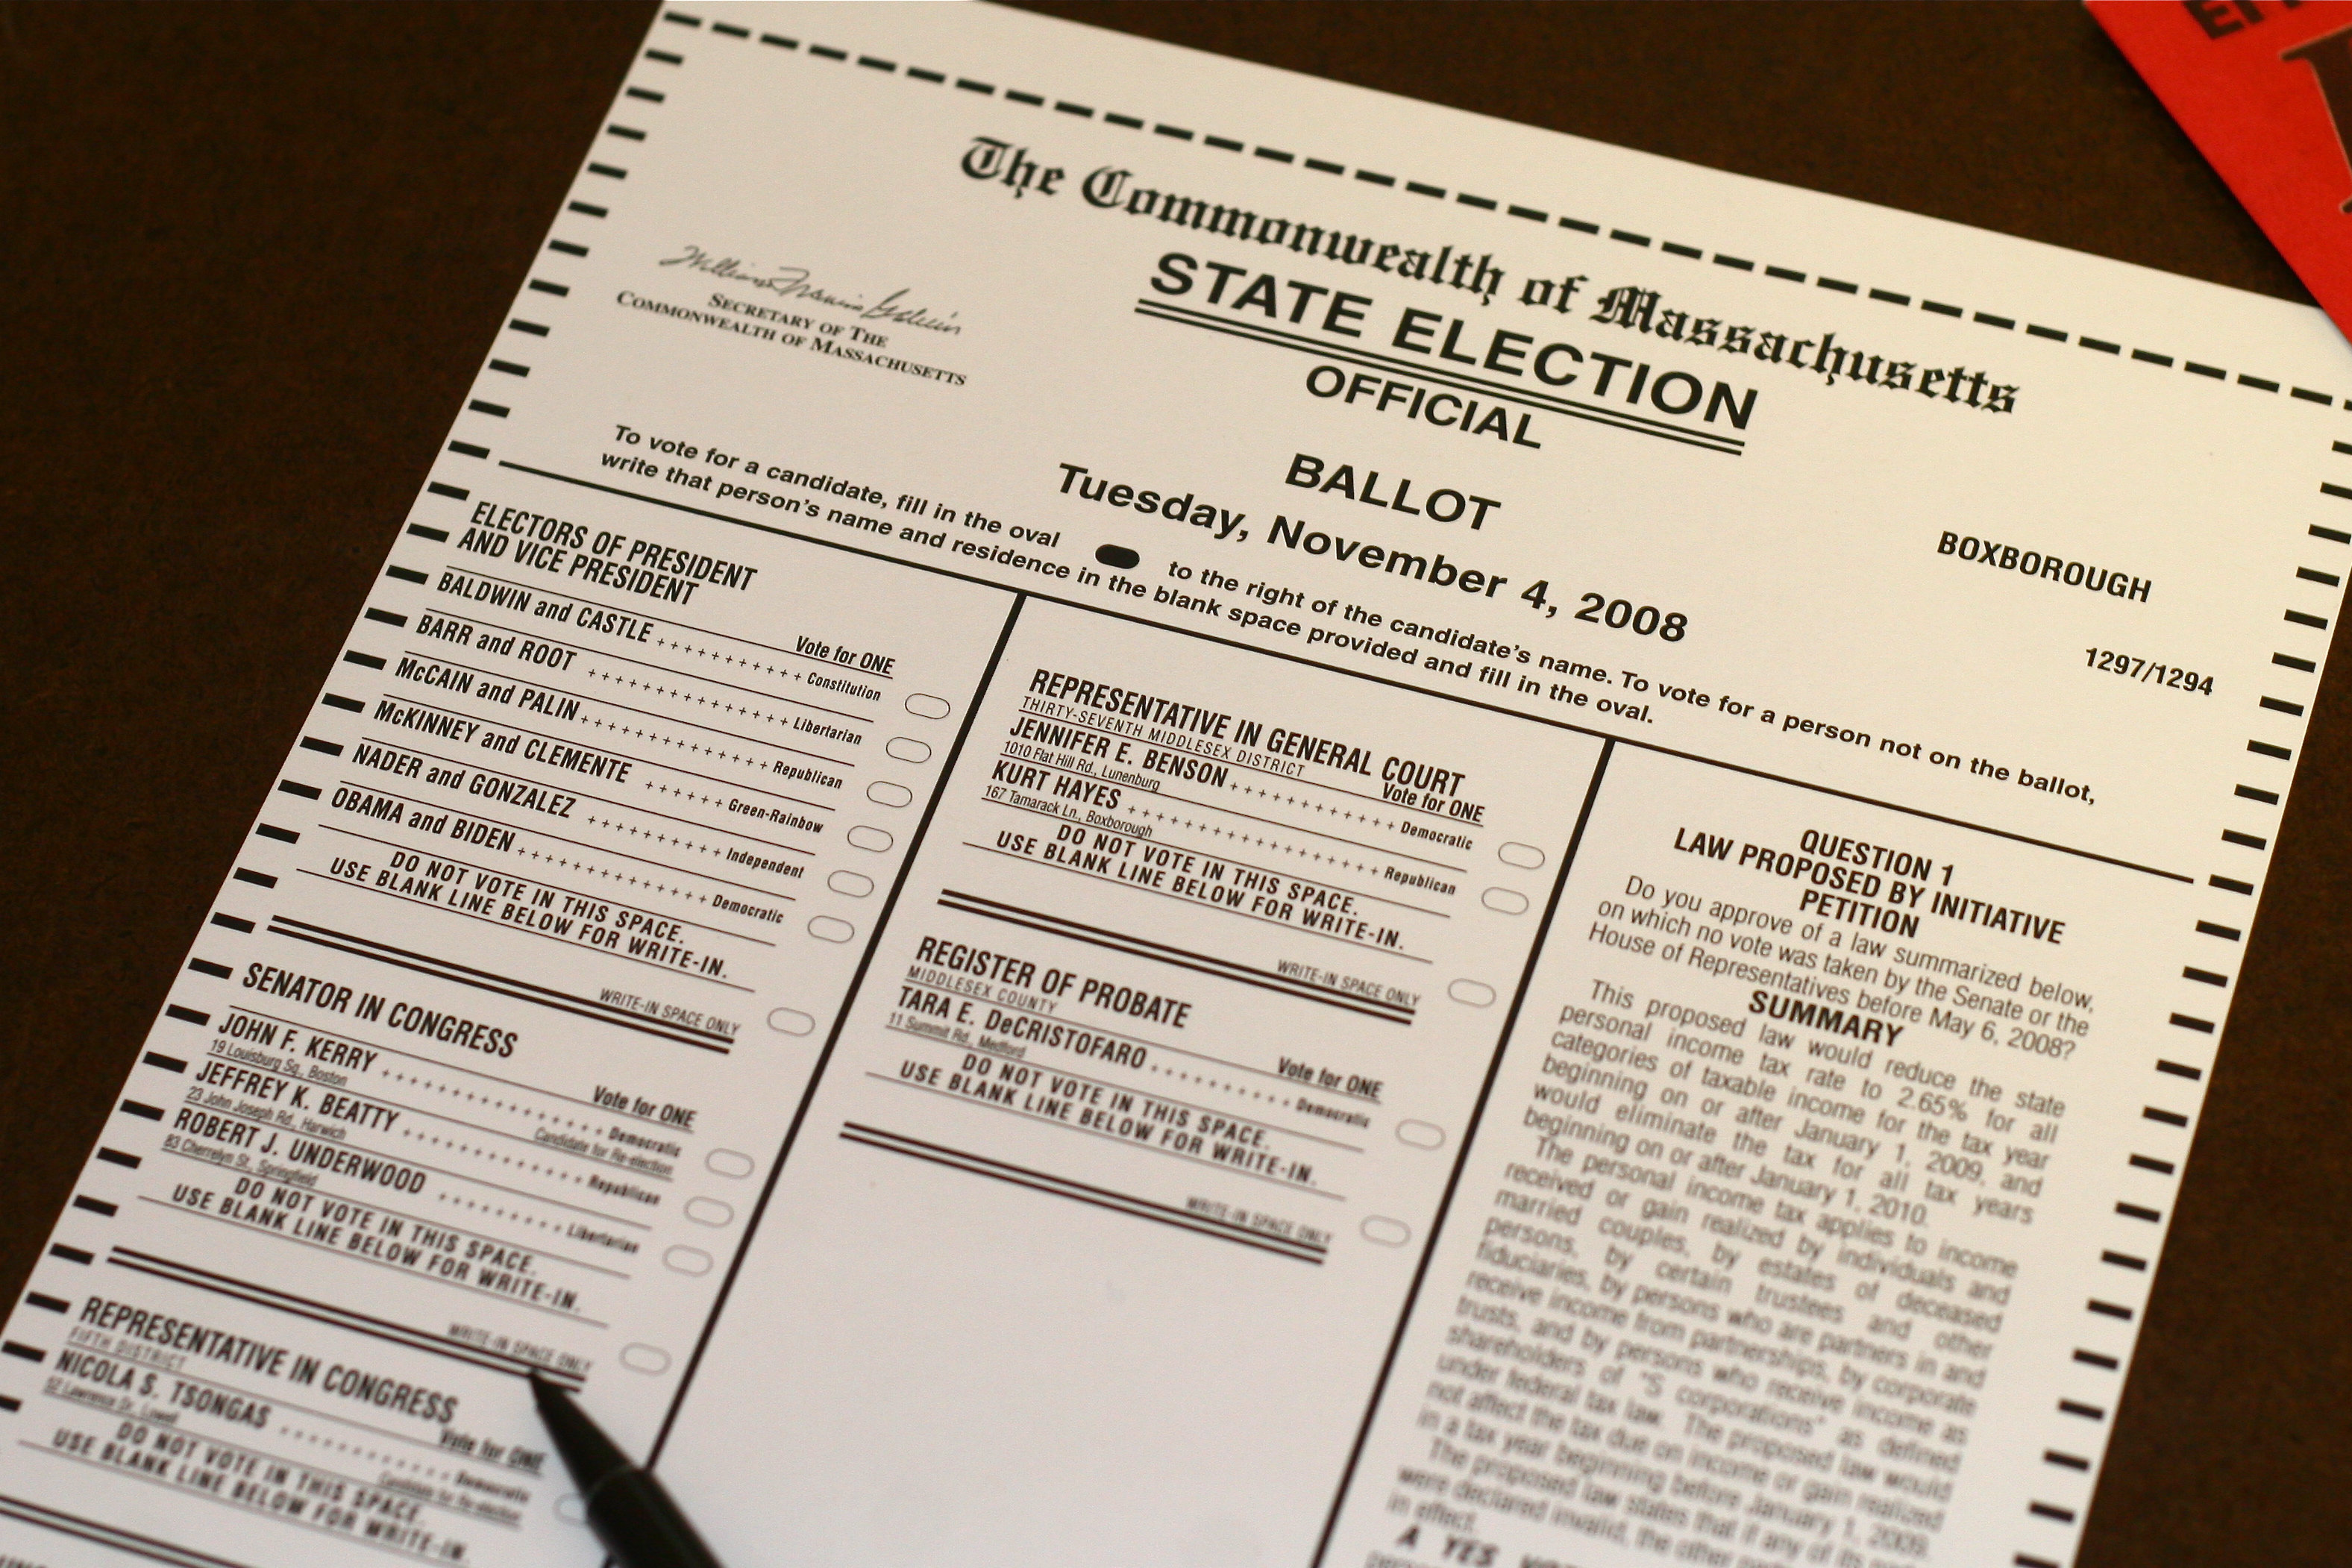 The Commonwealth of Massachusetts
STATE ELECTION
OFFICIAL
BALLOT
Tuesday, November 4, 2008
SECRETARY OF THE
COMMONWEALTH OF MASSACHUSETTS
BOXBOROUGH
1297/1294
To vote for a candidate, fill in the oval to the right of the candidate's name. To vote for a person not on the ballot,
write that person's name and residence in the blank space provided and fill in the oval.
ELECTORS OF PRESIDENT
AND VICE PRESIDENT
Vote for ONE
BALDWIN and CASTLE ++++++++++ Constitution
BARR and ROOT ++++++++++++++ Libertarian
McCAIN and PALIN +++++++++++++ Republican
McKINNEY and CLEMENTE ++++++ Green-Rainbow
NADER and GONZALEZ ++++++++++ Independent
OBAMA and BIDEN ++++++++++++++ Democratic
DO NOT VOTE IN THIS SPACE.
USE BLANK LINE BELOW FOR WRITE-IN.
WRITE-IN SPACE ONLY
SENATOR IN CONGRESS
Vote for ONE
JOHN F. KERRY ++++++++++++++++ Democratic
19 Louisburg Sq., Boston
Candidate for Re-election
JEFFREY K. BEATTY +++++++++++++ Republican
23 John Joseph Rd., Harwich
ROBERT J. UNDERWOOD +++++++++ Libertarian
83 Cherrelyn St., Springfield
DO NOT VOTE IN THIS SPACE.
USE BLANK LINE BELOW FOR WRITE-IN.
WRITE-IN SPACE ONLY
REPRESENTATIVE IN CONGRESS
FIFTH DISTRICT
Vote for ONE
NICOLA S. TSONGAS +++++++++++++ Democratic
Lawrence Dr., Lowell
Candidate for Re-election
DO NOT VOTE IN THIS SPACE.
USE BLANK LINE BELOW FOR WRITE-IN.
REPRESENTATIVE IN GENERAL COURT
THIRTY-SEVENTH MIDDLESEX DISTRICT
Vote for ONE
JENNIFER E. BENSON +++++++++++++ Democratic
1010 Flat Hill Rd., Lunenburg
KURT HAYES ++++++++++++++++++++ Republican
167 Tamarack Ln., Boxborough
DO NOT VOTE IN THIS SPACE.
USE BLANK LINE BELOW FOR WRITE-IN.
WRITE-IN SPACE ONLY
REGISTER OF PROBATE
MIDDLESEX COUNTY
Vote for ONE
TARA E. DeCRISTOFARO +++++++++++ Democratic
11 Summit Rd., Medford
DO NOT VOTE IN THIS SPACE.
USE BLANK LINE BELOW FOR WRITE-IN.
WRITE-IN SPACE ONLY
QUESTION 1
LAW PROPOSED BY INITIATIVE
PETITION
Do you approve of a law summarized below,
on which no vote was taken by the Senate or the
House of Representatives before May 6, 2008?
SUMMARY
This proposed law would reduce the state
personal income tax rate to 2.65% for all
categories of taxable income for the tax year
beginning on or after January 1, 2009, and
would eliminate the tax for all tax years
beginning on or after January 1, 2010.
The personal income tax applies to income
received or gain realized by individuals and
married couples, by estates of deceased
persons, by certain trustees and other
fiduciaries, by persons who are partners in and
receive income from partnerships, by corporate
trusts, and by persons who receive income as
shareholders of "S corporations" as defined
under federal tax law. The proposed law would
not affect the tax due on income or gain realized
in a tax year beginning before January 1, 2009.
The proposed law states that if any of its
were declared invalid, the other
in effect.
A YES